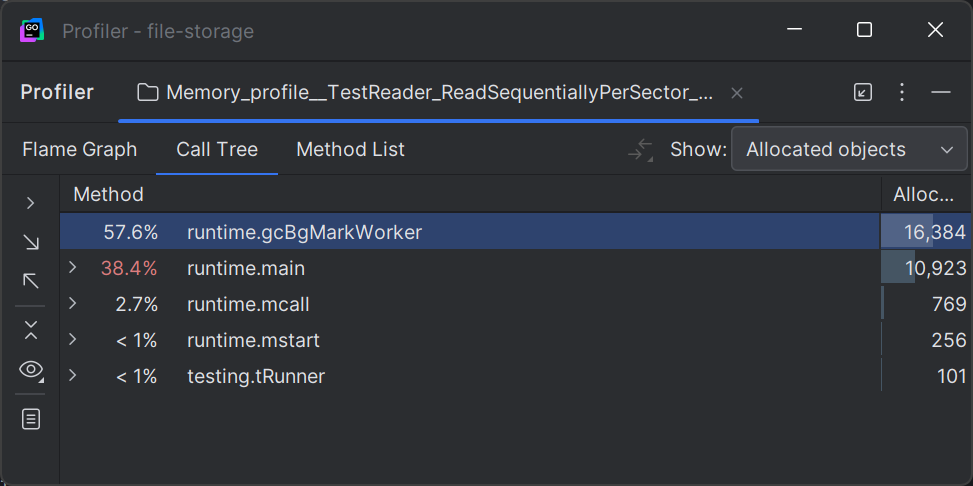 GO
Profiler - file-storage
Profiler Memory_profile__TestReader_ReadSequentiallyPerSector_...
Flame Graph Call Tree Method List Show: Allocated objects
Method Alloc...
57.6% runtime.gcBgMarkWorker 16,384
38.4% runtime.main 10,923
2.7% runtime.mcall 769
< 1% runtime.mstart 256
< 1% testing.tRunner 101